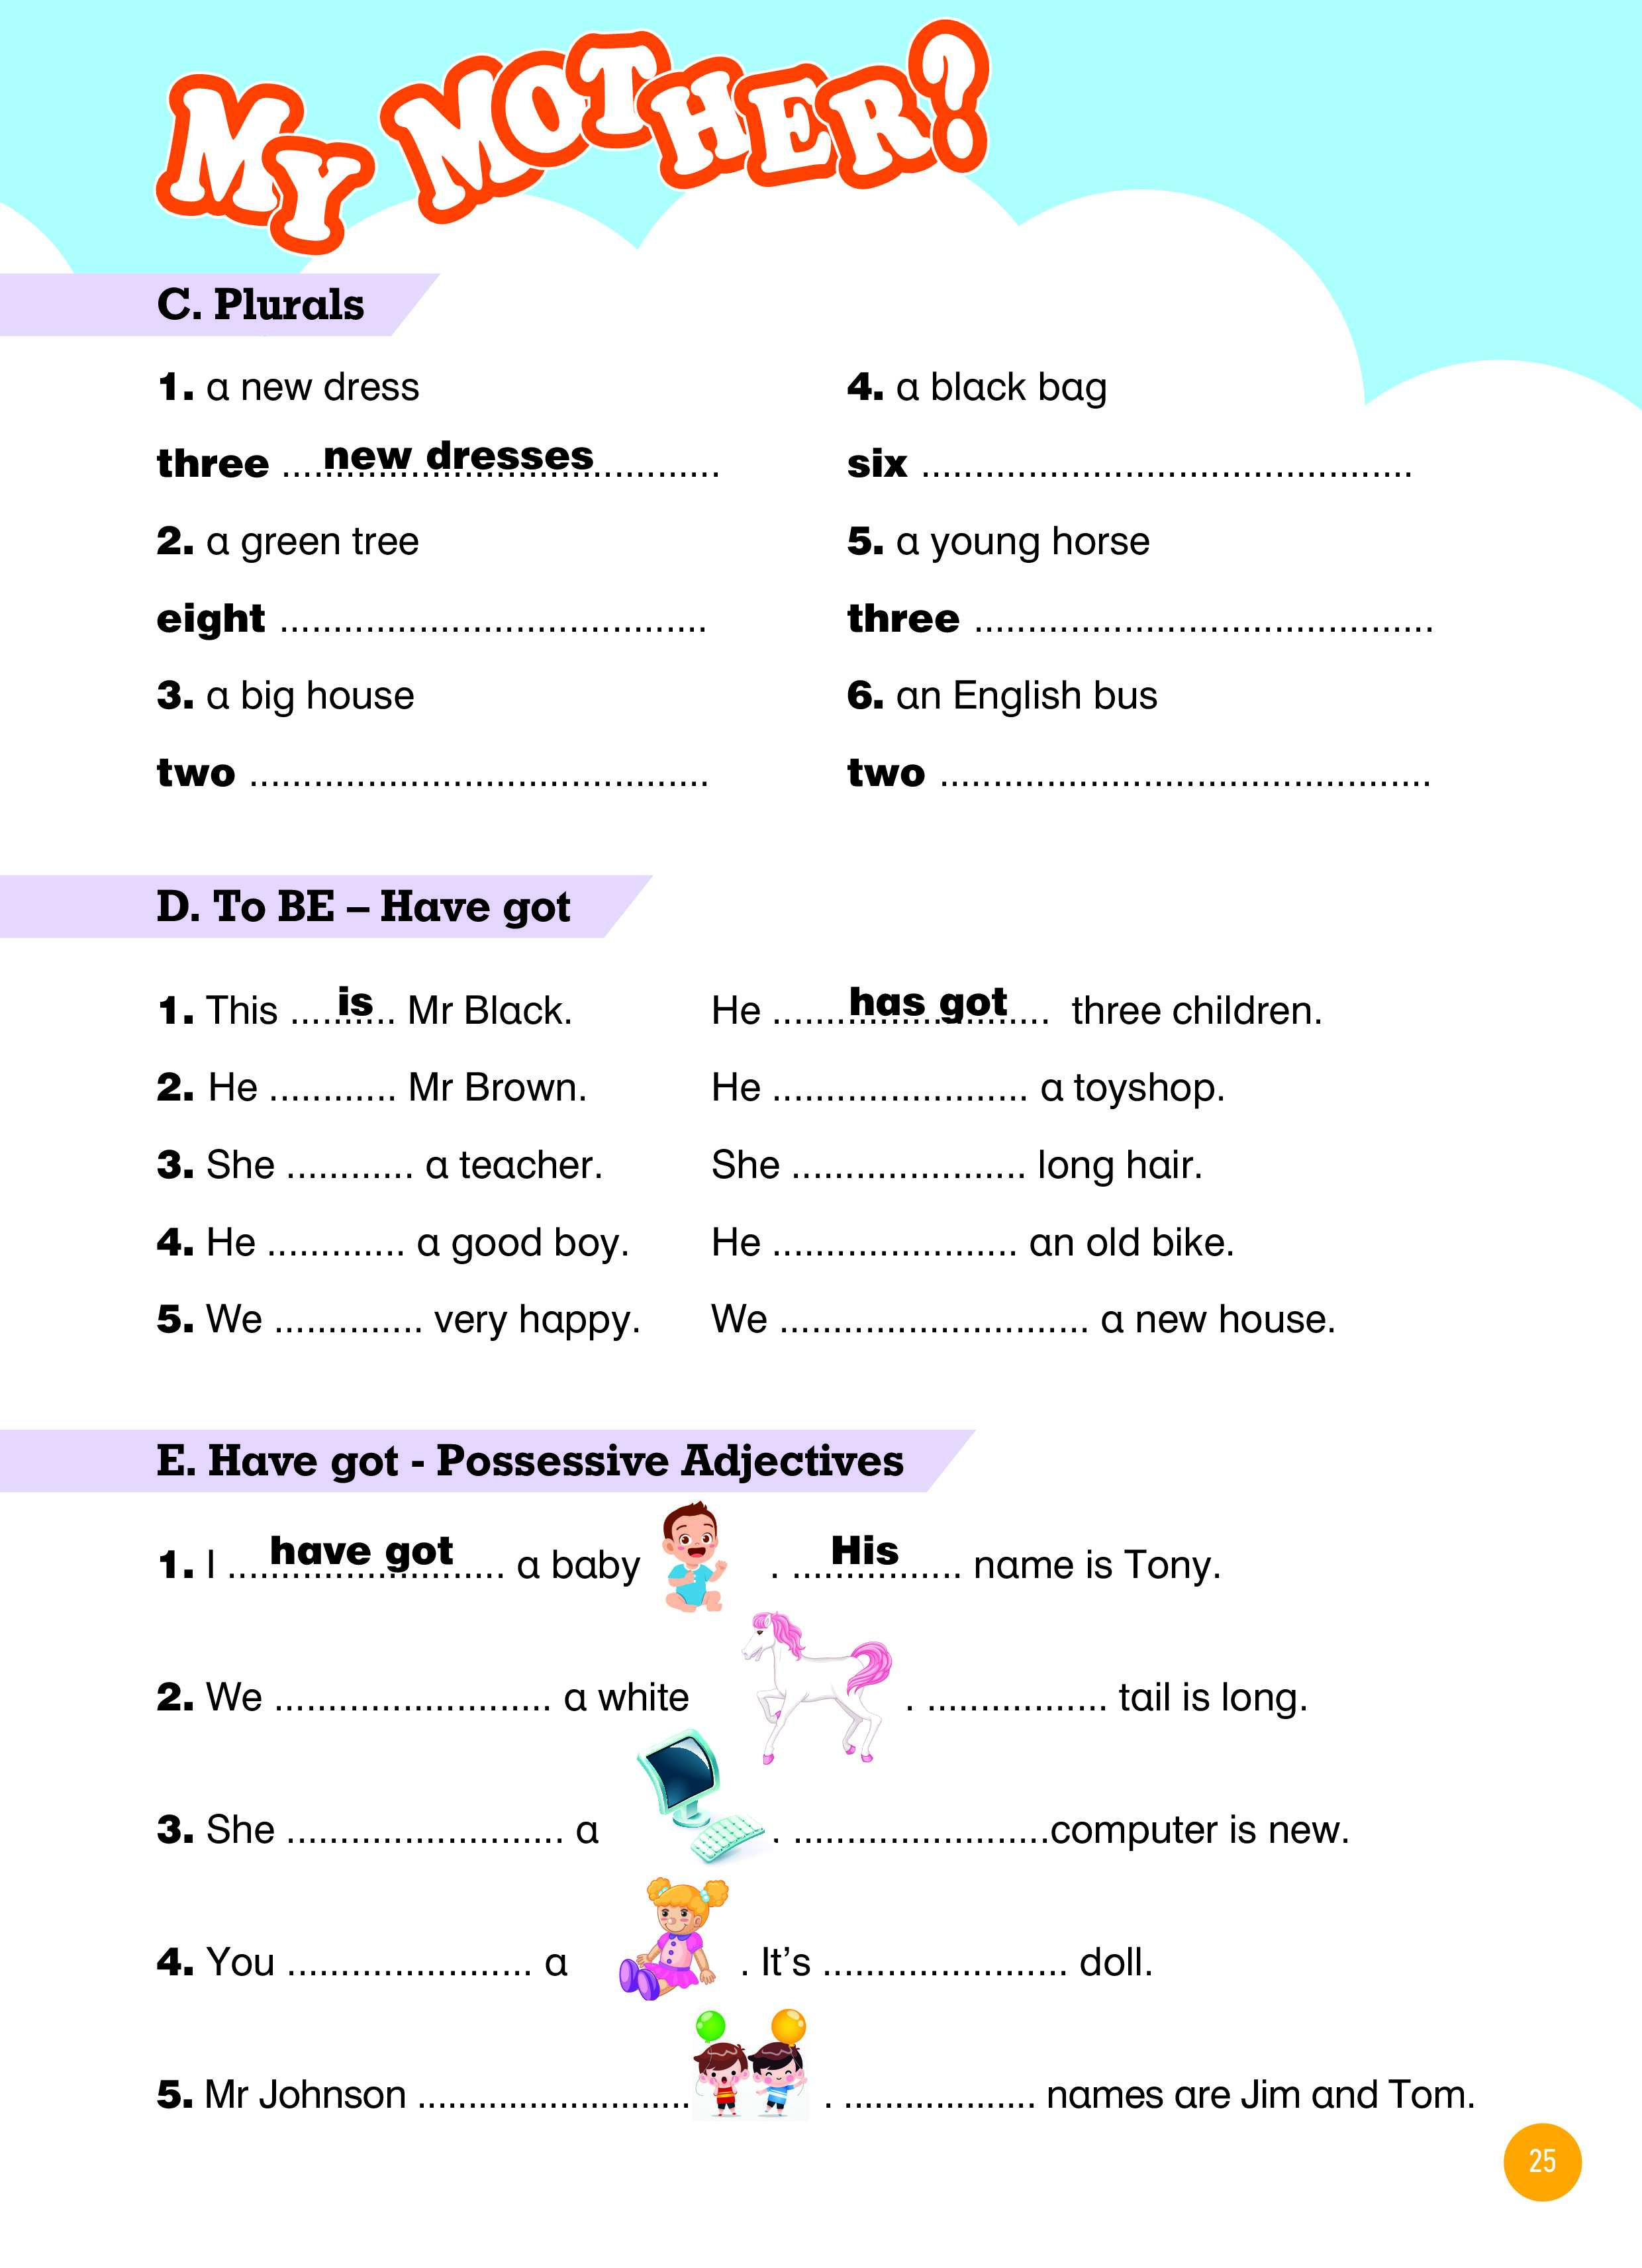 MY MOTHER?
C. Plurals
1. a new dress
three ....new dresses............
2. a green tree
eight ........................................
3. a big house
two ...........................................
4. a black bag
six ..............................................
5. a young horse
three ...........................................
6. an English bus
two ..............................................
D. To BE – Have got
1. This ....is.... Mr Black. He .......has got.... three children.
2. He ............ Mr Brown. He ........................ a toyshop.
3. She ............ a teacher. She ...................... long hair.
4. He ............. a good boy. He ....................... an old bike.
5. We .............. very happy. We ............................. a new house.
E. Have got - Possessive Adjectives
1. I ....have got..... a baby . ....His...... name is Tony.
2. We .......................... a white . ................. tail is long.
3. She .......................... a . ........................computer is new.
4. You ....................... a . It's ....................... doll.
5. Mr Johnson .......................... . .................. names are Jim and Tom.
25